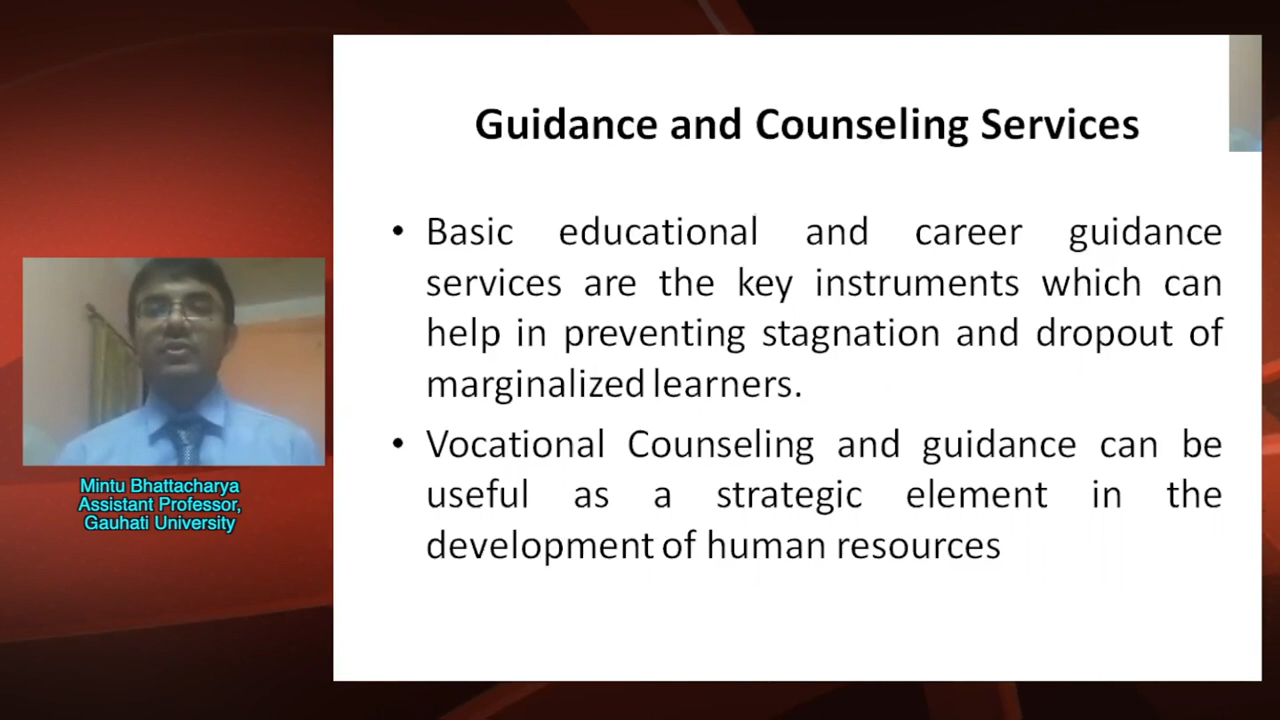 Guidance and Counseling Services
• Basic educational and career guidance
services are the key instruments which can
help in preventing stagnation and dropout of
marginalized learners.
• Vocational Counseling and guidance can be
useful as a strategic element in the
development of human resources
Mintu Bhattacharya
Assistant Professor,
Gauhati University